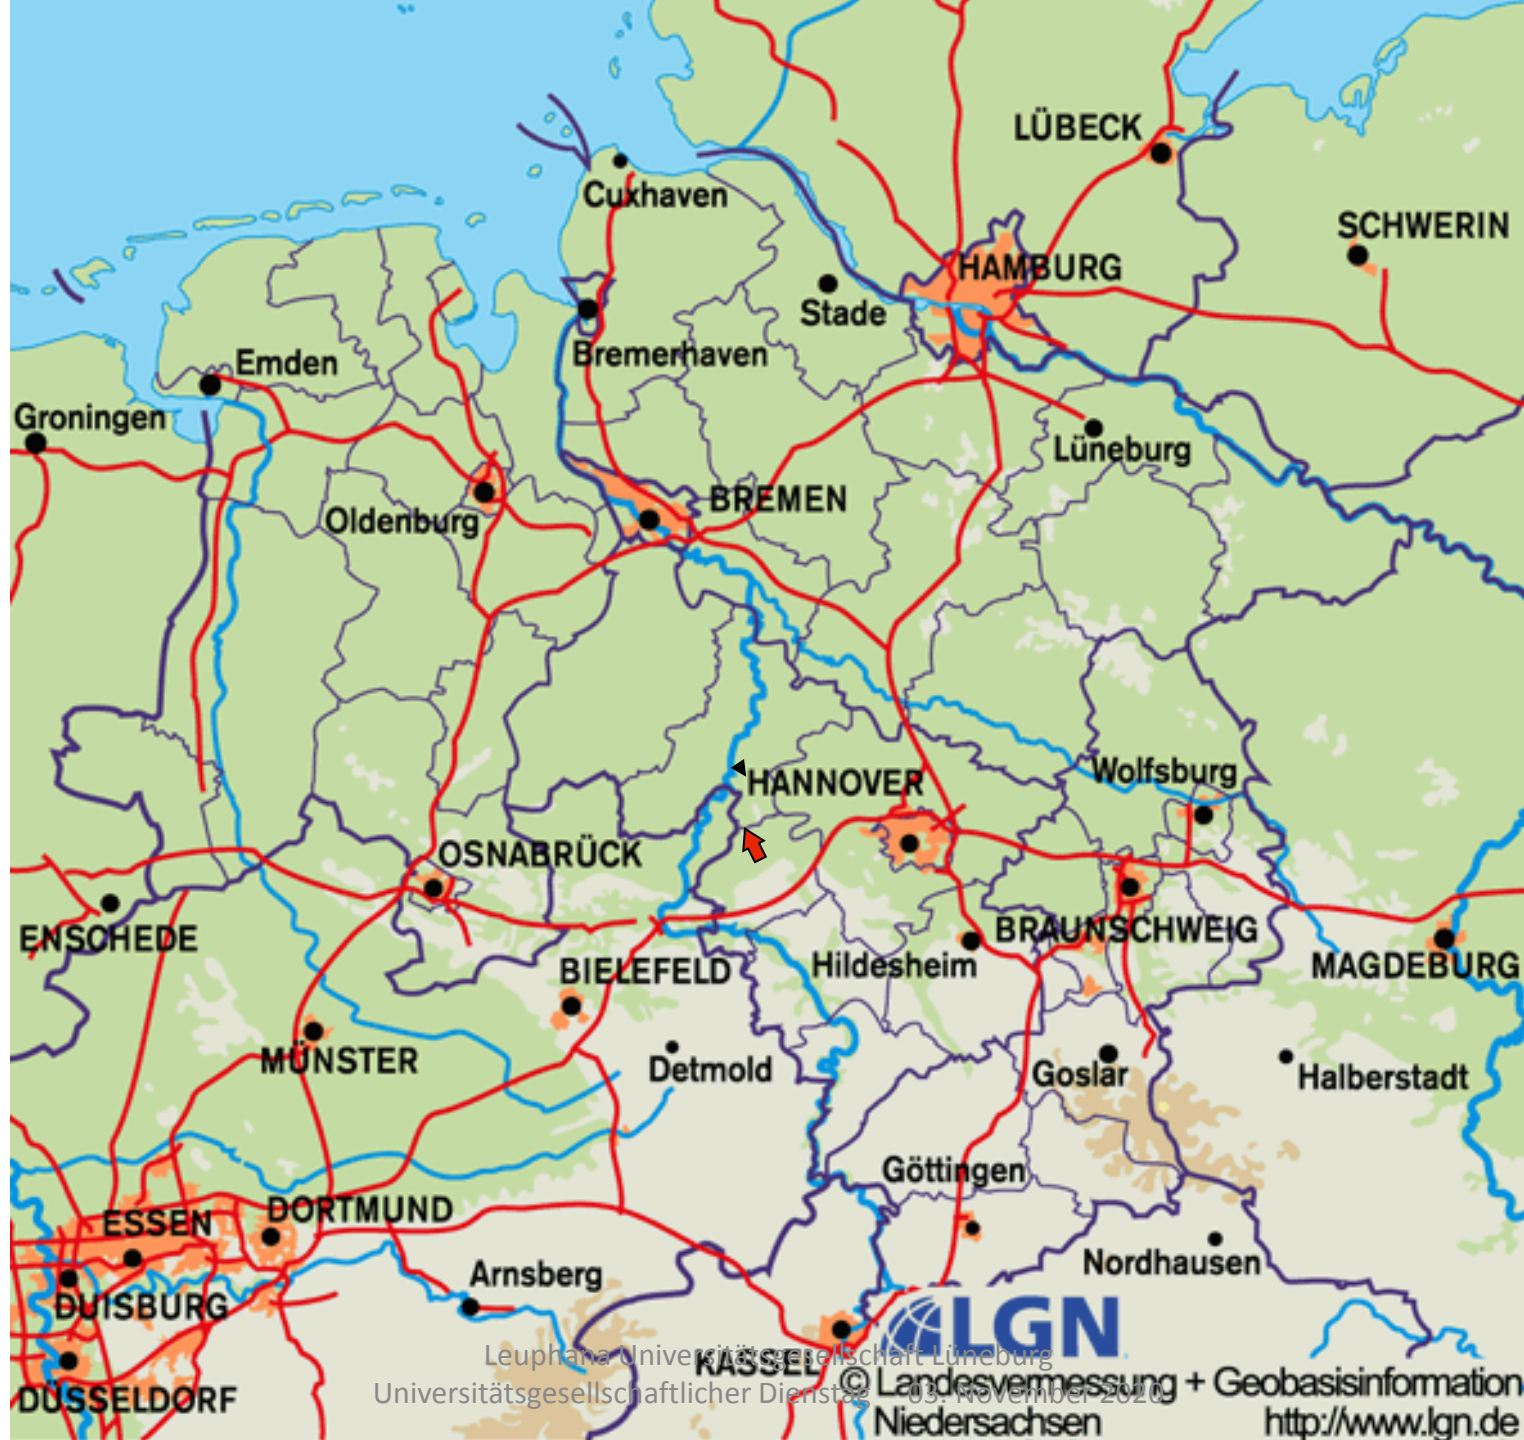 LÜBECK
Cuxhaven
SCHWERIN
HAMBURG
Stade
Bremerhaven
Emden
Groningen
Lüneburg
BREMEN
Oldenburg
Wolfsburg
HANNOVER
OSNABRÜCK
BRAUNSCHWEIG
ENSCHEDE
Hildesheim
MAGDEBURG
BIELEFELD
MÜNSTER
Detmold
Goslar
Halberstadt
Göttingen
DORTMUND
ESSEN
Nordhausen
Arnsberg
DUISBURG
LGN
KASSEL
Leuphana Universitätsgesellschaft Lüneburg
Universitätsgesellschaftlicher Dienstag 03. November 2020
DÜSSELDORF
© Landesvermessung + Geobasisinformation
Niedersachsen http://www.lgn.de